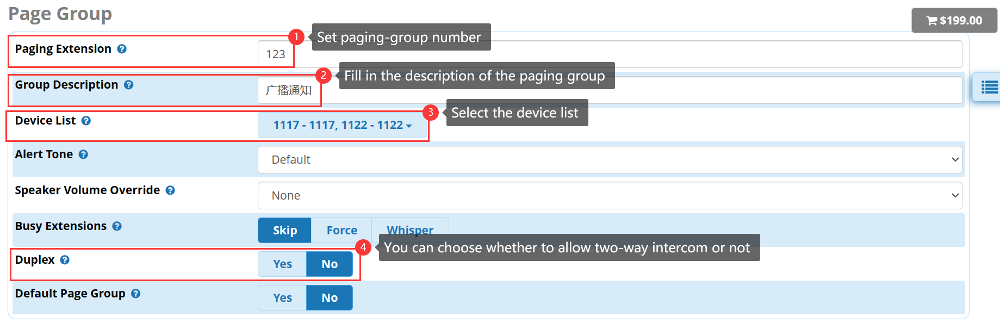 Page Group
$199.00
1 Set paging-group number
Paging Extension ?
123
2 Fill in the description of the paging group
Group Description ?
广播通知
3 Select the device list
Device List ?
1117 - 1117, 1122 - 1122
Alert Tone ?
Default
Speaker Volume Override ?
None
Busy Extensions ?
Skip Force Whisper
4 You can choose whether to allow two-way intercom or not
Duplex ?
Yes No
Default Page Group ?
Yes No